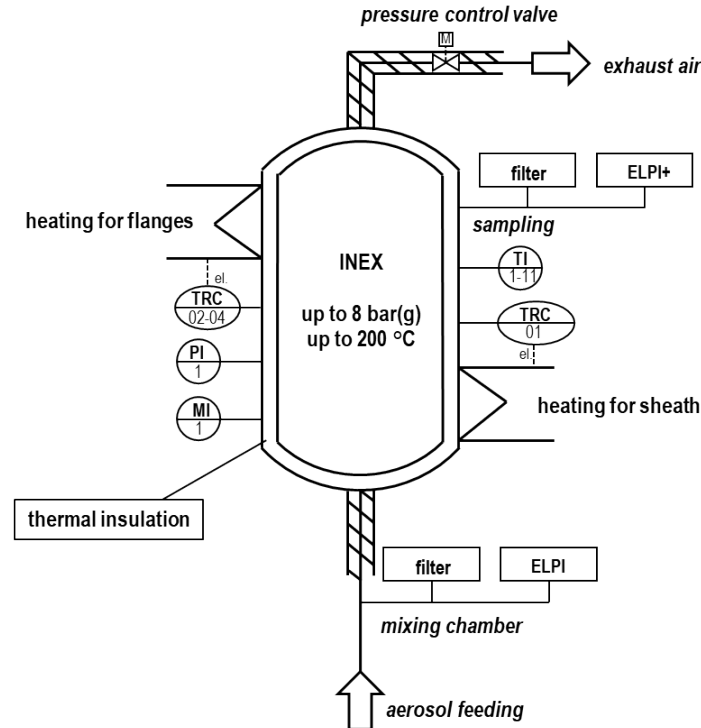 pressure control valve
M
exhaust air
filter
ELPI+
sampling
heating for flanges
INEX
TI
1-11
el.
TRC
02-04
up to 8 bar(g)
up to 200 °C
TRC
01
el.
PI
1
MI
1
heating for sheath
thermal insulation
filter
ELPI
mixing chamber
aerosol feeding